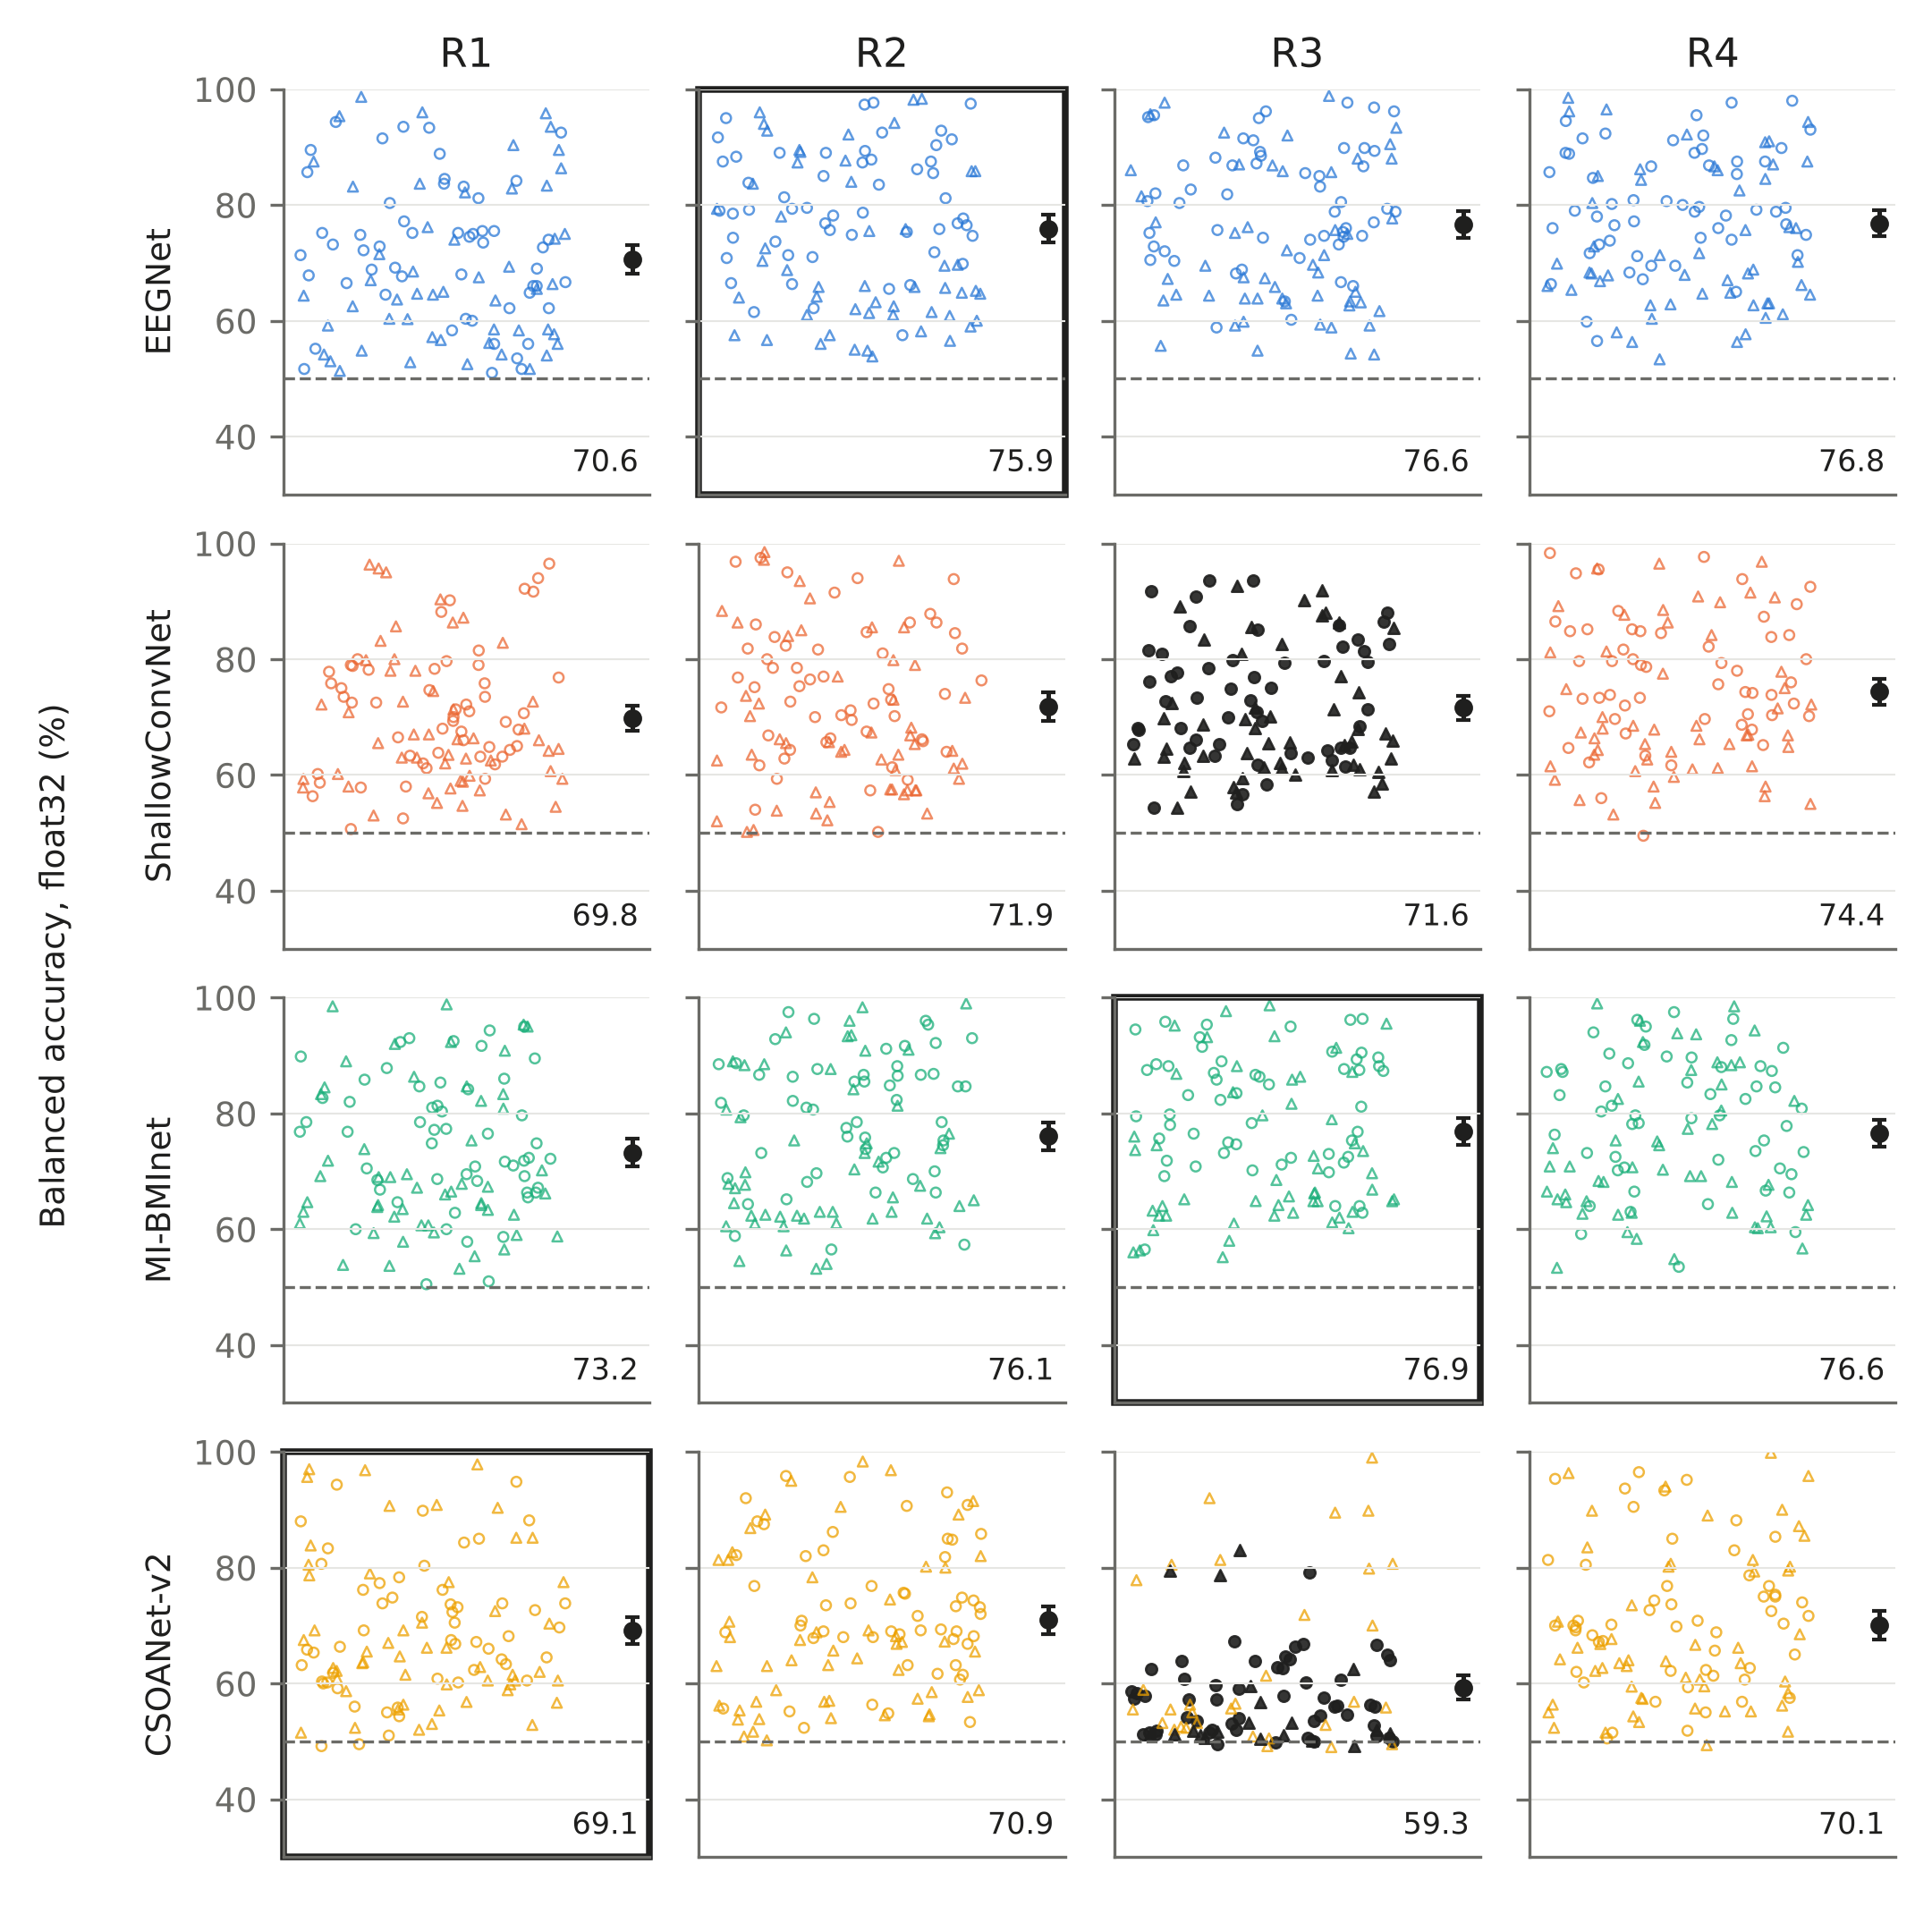 R1 R2 R3 R4
Balanced accuracy, float32 (%)
EEGNet
100
80
60
40
70.6 75.9 76.6 76.8
ShallowConvNet
100
80
60
40
69.8 71.9 71.6 74.4
MI-BMInet
100
80
60
40
73.2 76.1 76.9 76.6
CSOANet-v2
100
80
60
40
69.1 70.9 59.3 70.1